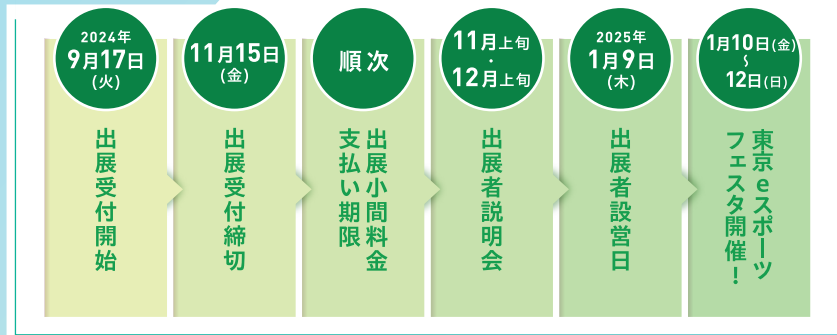 2024年
9月17日
(火)
出展受付開始
11月15日
(金)
出展受付締切
順次
出展小間料金
支払い期限
11月上旬
・
12月上旬
出展者説明会
2025年
1月9日
(木)
出展者設営日
1月10日(金)
~
12日(日)
東京eスポーツ
フェスタ開催!